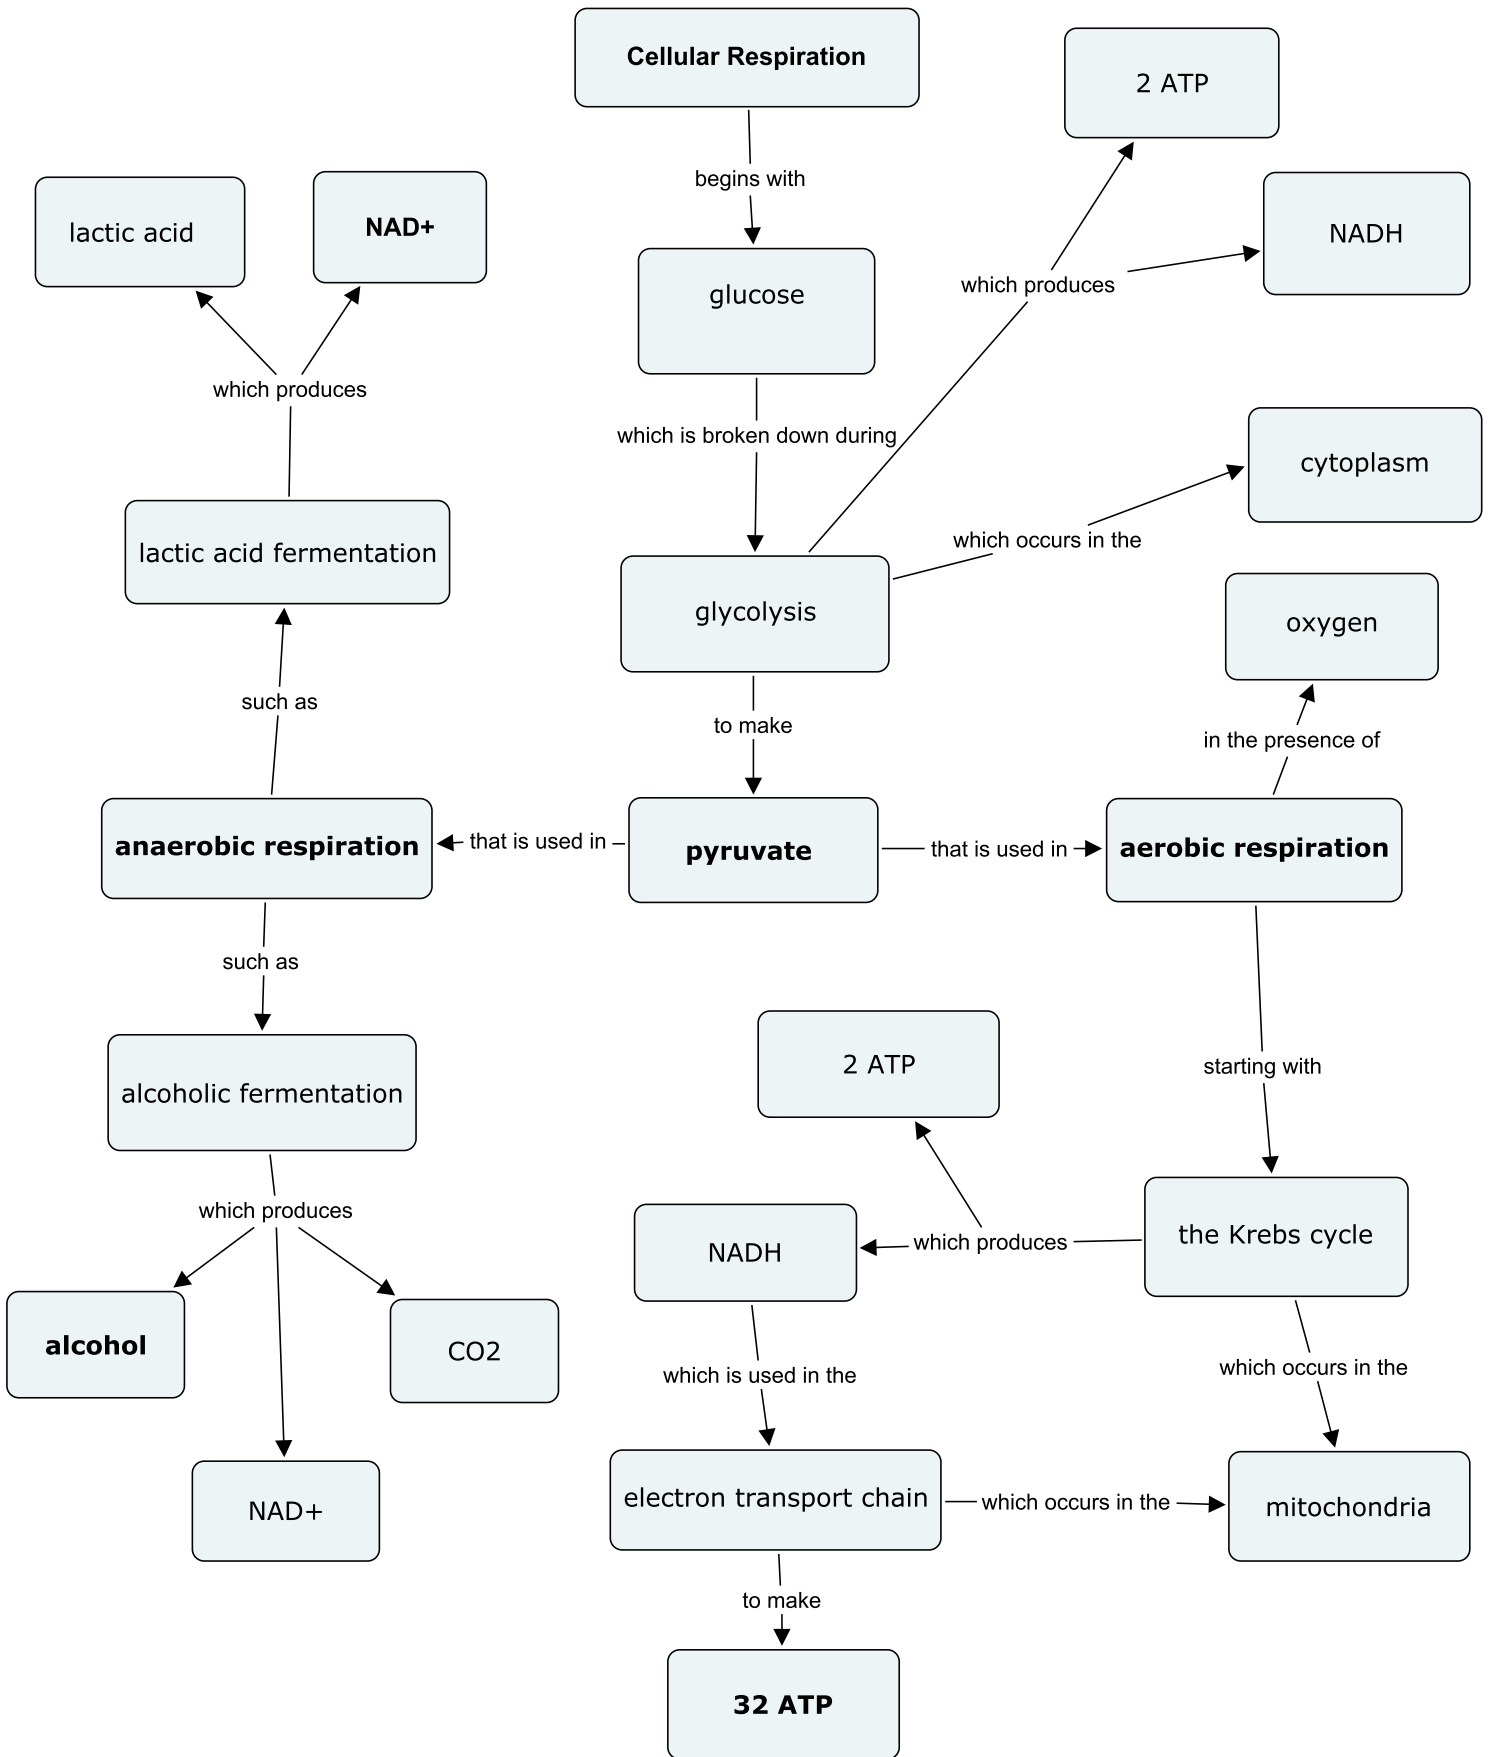 Cellular Respiration
2 ATP
begins with
lactic acid
NAD+
NADH
glucose
which produces
which produces
which is broken down during
cytoplasm
which occurs in the
lactic acid fermentation
glycolysis
oxygen
such as
to make
in the presence of
anaerobic respiration
that is used in
pyruvate
that is used in
aerobic respiration
such as
2 ATP
starting with
alcoholic fermentation
which produces
NADH
which produces
the Krebs cycle
alcohol
CO2
which is used in the
which occurs in the
NAD+
electron transport chain
which occurs in the
mitochondria
to make
32 ATP